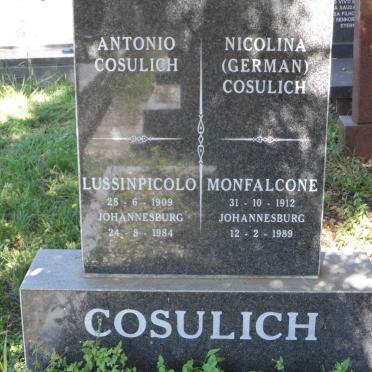 ANTONIO
COSULICH
LUSSINPICOLO
28 - 6 - 1909
JOHANNESBURG
24 - 8 - 1984
NICOLINA
(GERMAN)
COSULICH
MONFALCONE
31 - 10 - 1912
JOHANNESBURG
12 - 2 - 1989
COSULICH